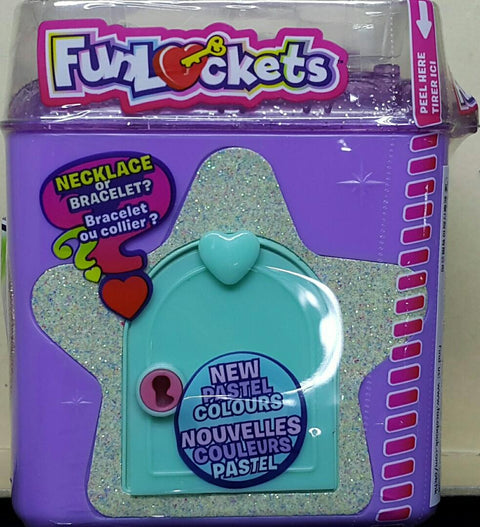 FunLockets
PEEL HERE
TIRER ICI
NECKLACE
or
BRACELET?
Bracelet
ou collier ?
NEW
PASTEL
COLOURS
NOUVELLES
COULEURS
PASTEL